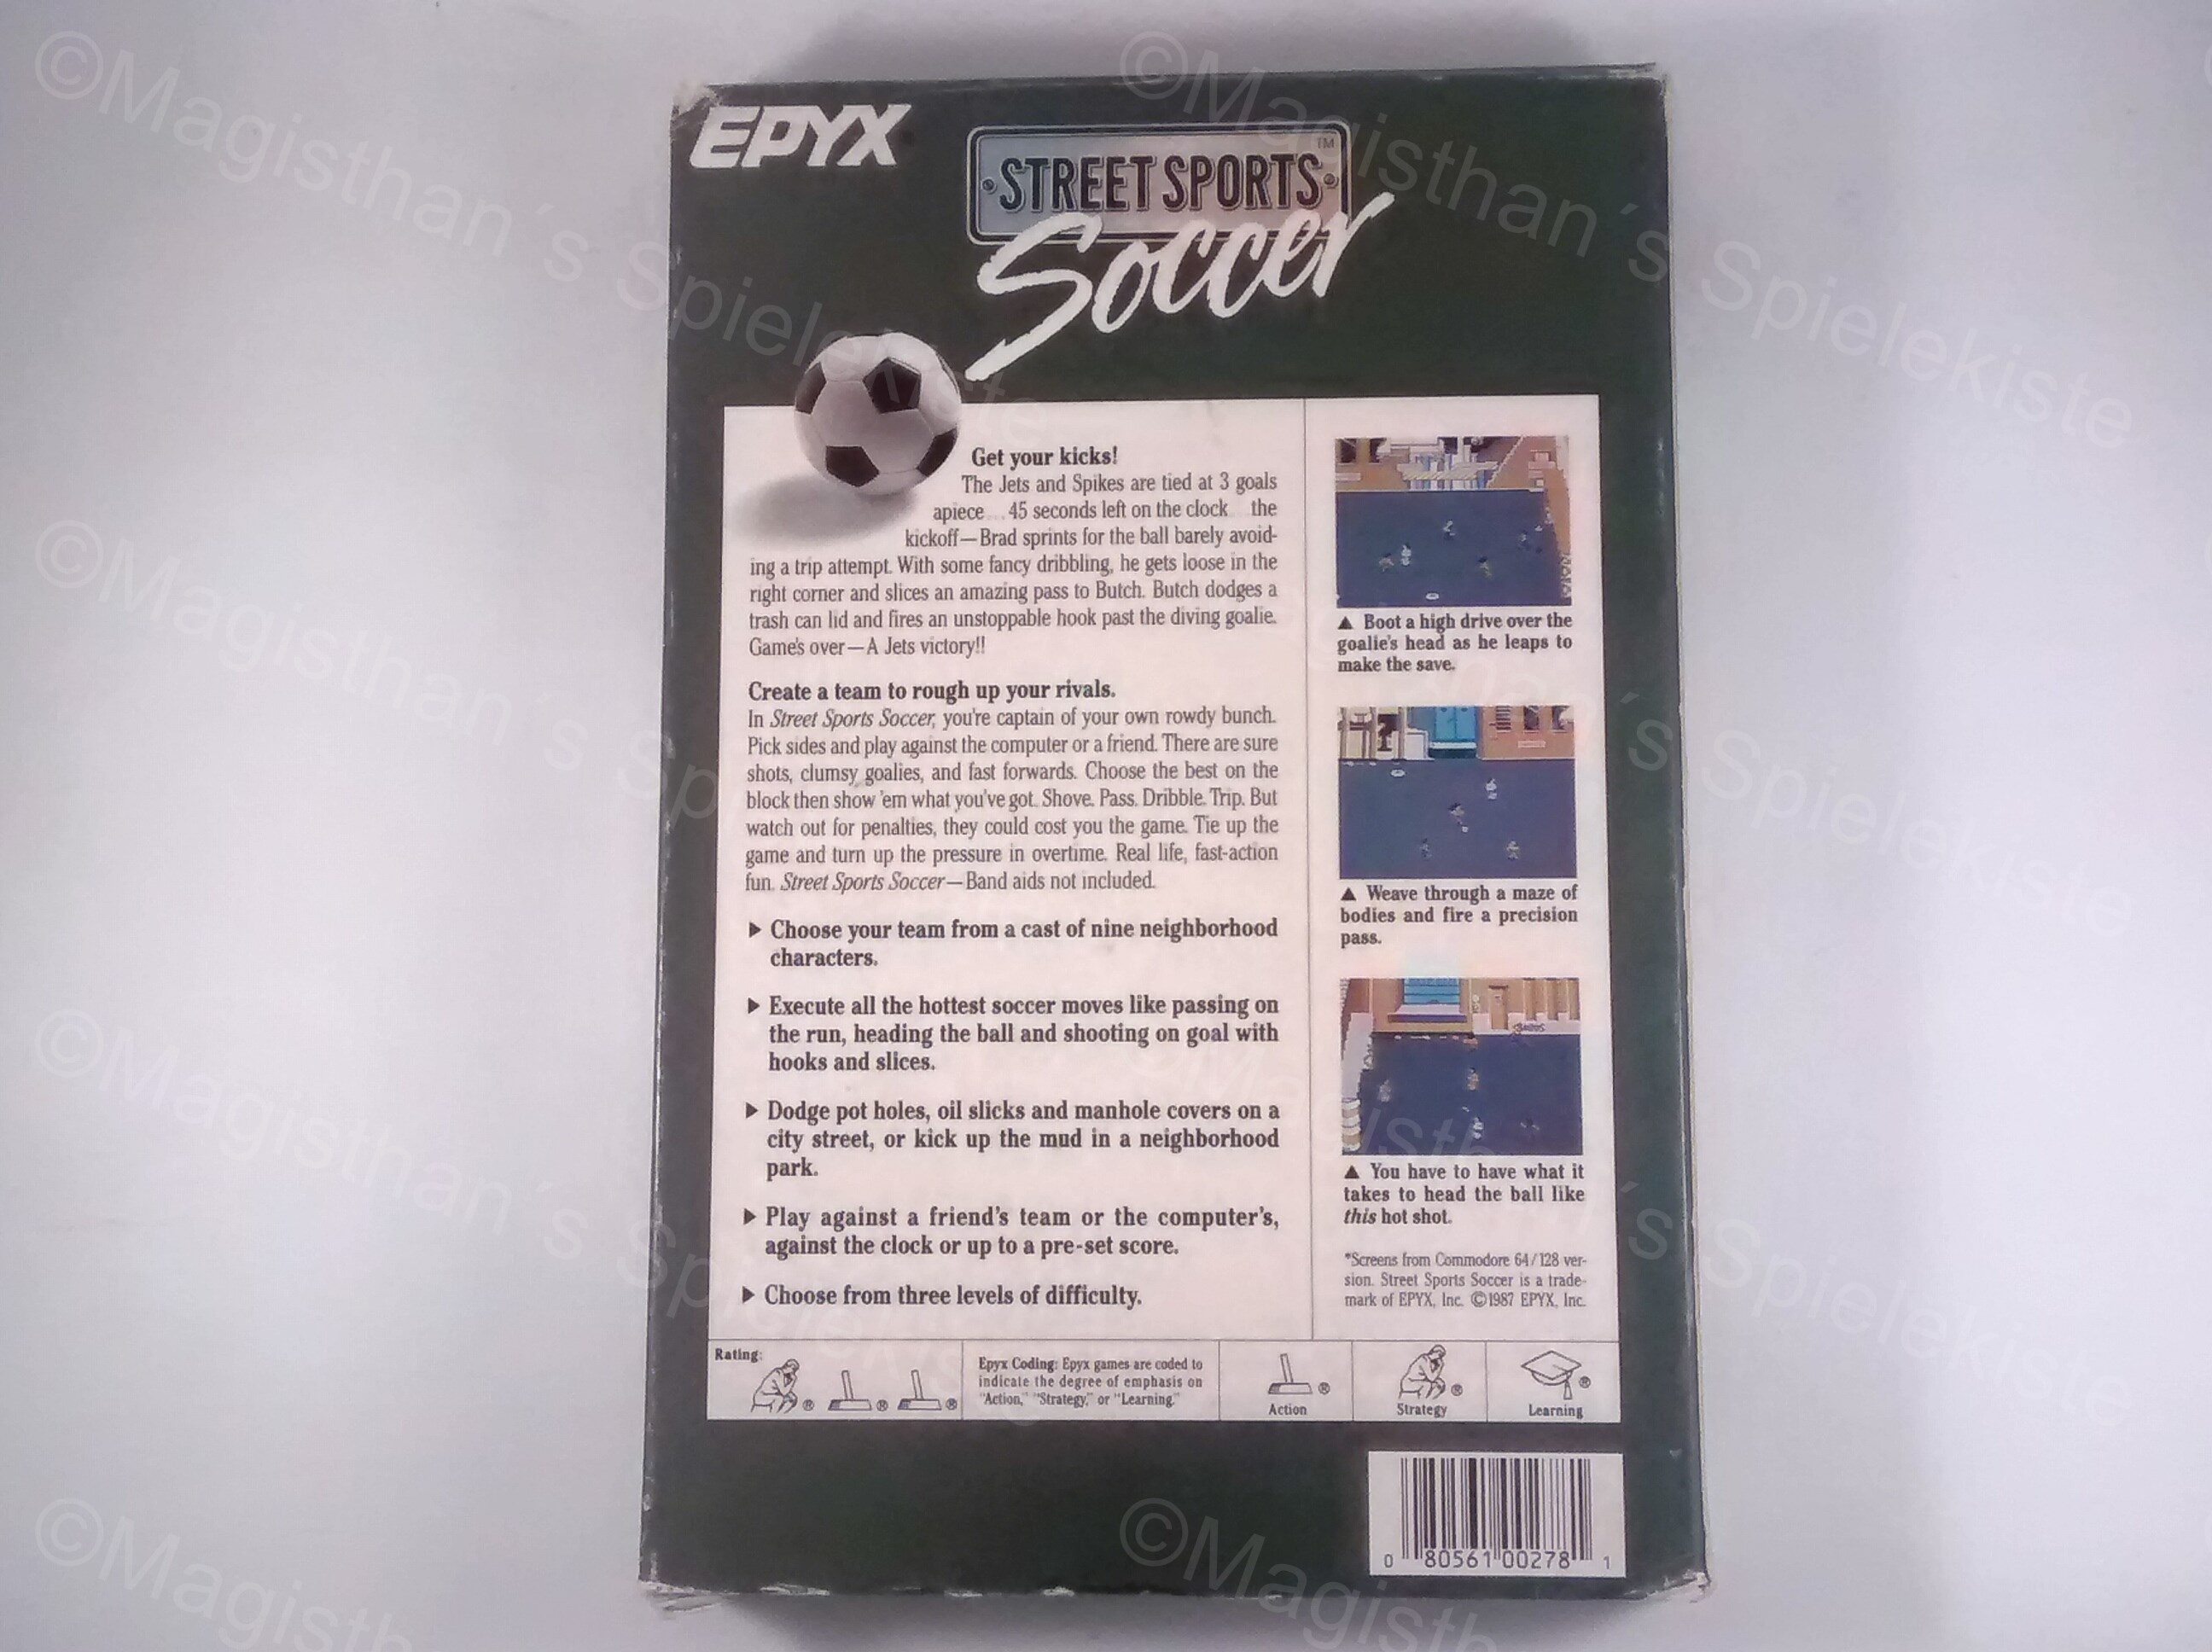 EPYX
STREET SPORTS
TM
Soccer
Get your kicks!
The Jets and Spikes are tied at 3 goals
apiece . . . 45 seconds left on the clock the
kickoff—Brad sprints for the ball barely avoid-
ing a trip attempt. With some fancy dribbling, he gets loose in the
right corner and slices an amazing pass to Butch. Butch dodges a
trash can lid and fires an unstoppable hook past the diving goalie.
Game's over—A Jets victory!!
Create a team to rough up your rivals.
In Street Sports Soccer, you're captain of your own rowdy bunch.
Pick sides and play against the computer or a friend. There are sure
shots, clumsy goalies, and fast forwards. Choose the best on the
block then show 'em what you've got. Shove. Pass. Dribble. Trip. But
watch out for penalties, they could cost you the game. Tie up the
game and turn up the pressure in overtime. Real life, fast-action
fun. Street Sports Soccer—Band aids not included.
▶ Choose your team from a cast of nine neighborhood
characters.
▶ Execute all the hottest soccer moves like passing on
the run, heading the ball and shooting on goal with
hooks and slices.
▶ Dodge pot holes, oil slicks and manhole covers on a
city street, or kick up the mud in a neighborhood
park.
▶ Play against a friend's team or the computer's,
against the clock or up to a pre-set score.
▶ Choose from three levels of difficulty.
▲ Boot a high drive over the
goalie's head as he leaps to
make the save.
▲ Weave through a maze of
bodies and fire a precision
pass.
▲ You have to have what it
takes to head the ball like
this hot shot.
*Screens from Commodore 64/128 ver-
sion. Street Sports Soccer is a trade-
mark of EPYX, Inc. ©1987 EPYX, Inc.
Rating:
® ® ®
Epyx Coding: Epyx games are coded to
indicate the degree of emphasis on
"Action," "Strategy," or "Learning."
®
Action
®
Strategy
®
Learning
0 80561 00278 1
©Magisthan´s Spielekiste
©Magisthan´s Spielekiste
©Magisthan´s Spielekiste